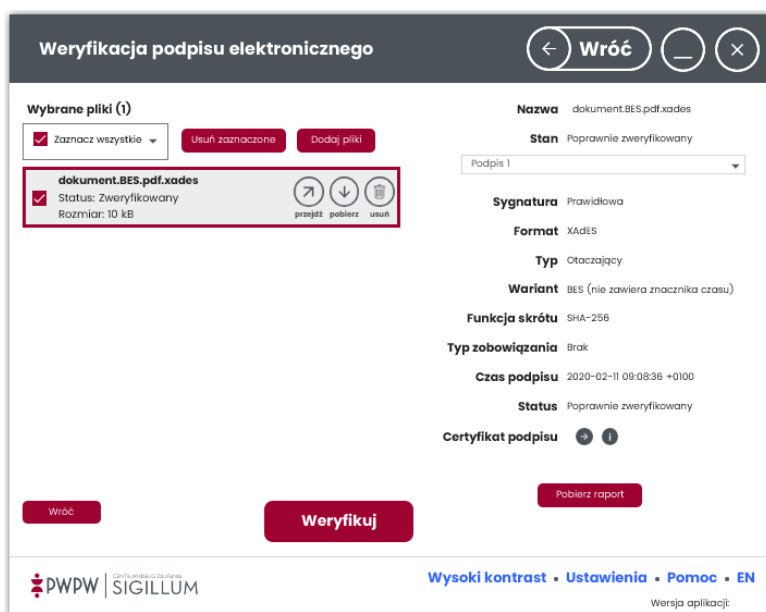 Weryfikacja podpisu elektronicznego
Wróć
Wybrane pliki (1)
Zaznacz wszystkie
Usuń zaznaczone
Dodaj pliki
dokument.BES.pdf.xades
Status: Zweryfikowany
Rozmiar: 10 kB
przejdź pobierz usuń
Nazwa dokument.BES.pdf.xades
Stan Poprawnie zweryfikowany
Podpis 1
Sygnatura Prawidłowa
Format XAdES
Typ Otaczający
Wariant BES (nie zawiera znacznika czasu)
Funkcja skrótu SHA-256
Typ zobowiązania Brak
Czas podpisu 2020-02-11 09:08:36 +0100
Status Poprawnie zweryfikowany
Certyfikat podpisu
Pobierz raport
Wróć
Weryfikuj
PWPW
CENTRUM USŁUG ZAUFANIA
SIGILLUM
Wysoki kontrast • Ustawienia • Pomoc • EN
Wersja aplikacji: